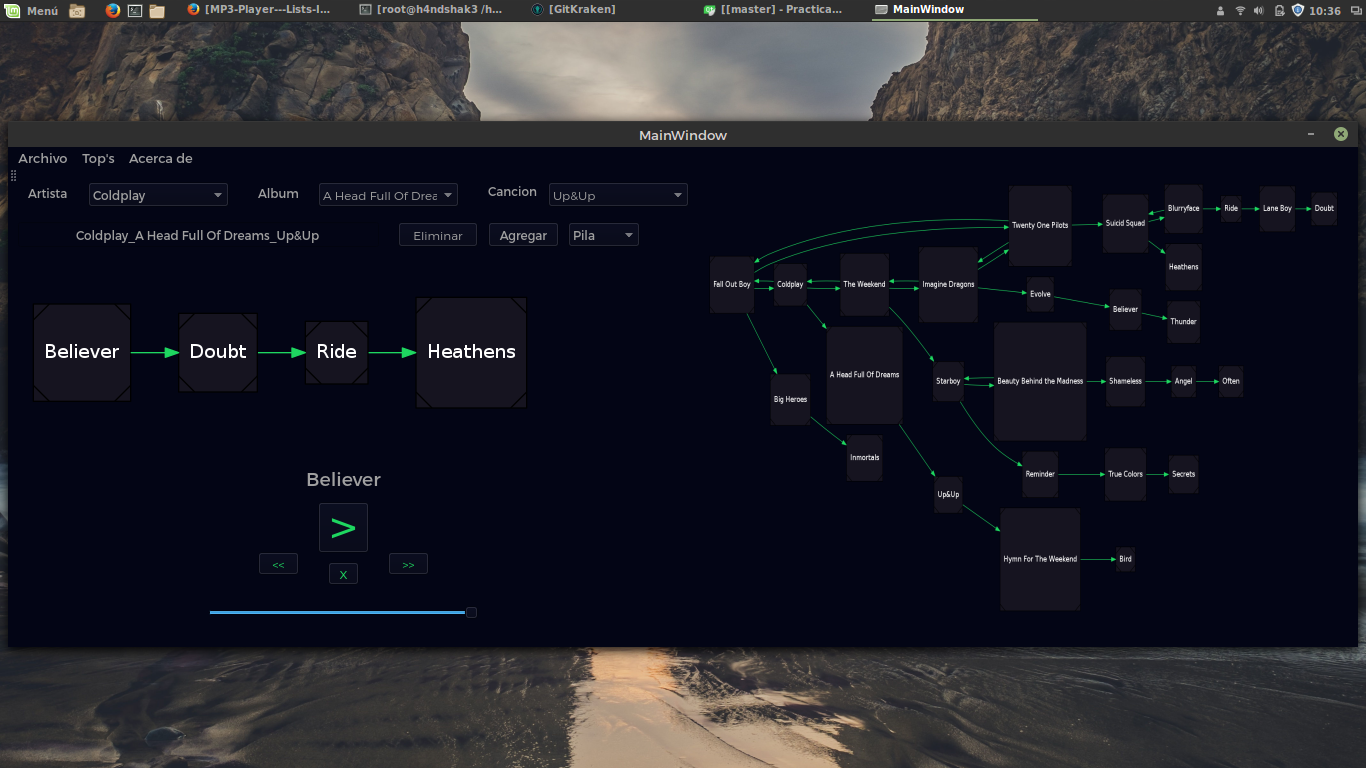 Menú
[MP3-Player---Lists-I...
[root@h4ndshak3 /h...
[GitKraken]
[[master] - Practica...
MainWindow
10:36
MainWindow
Archivo Top's Acerca de
Artista Coldplay Album A Head Full Of Drea Cancion Up&Up
Coldplay_A Head Full Of Dreams_Up&Up Eliminar Agregar Pila
Believer Doubt Ride Heathens
Believer
>
<< >>
X
Twenty One Pilots Suicid Squad Blurryface Ride Lane Boy Doubt
Heathens
Fall Out Boy Coldplay The Weekend Imagine Dragons Evolve Believer Thunder
A Head Full Of Dreams Starboy Beauty Behind the Madness Shameless Angel Often
Big Heroes
Inmortals
Reminder True Colors Secrets
Up&Up
Hymn For The Weekend Bird